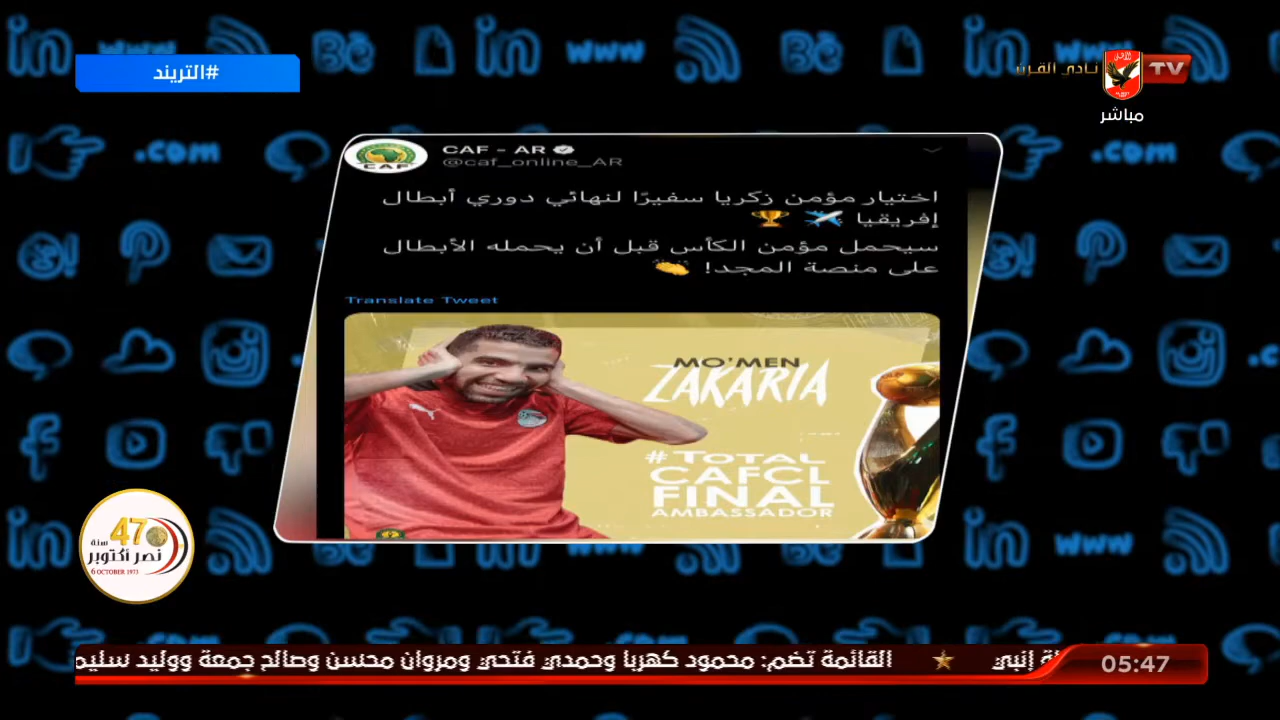 #التريند
نادي القرن
TV
مباشر
CAF - AR
@caf_online_AR
اختيار مؤمن زكريا سفيرًا لنهائي دوري أبطال
إفريقيا ✈️ 🏆
سيحمل مؤمن الكأس قبل أن يحمله الأبطال
على منصة المجد! 👏
Translate Tweet
MO'MEN
ZAKARIA
#TOTAL
CAFCL
FINAL
AMBASSADOR
CAF
47 سنة
نصر أكتوبر
6 OCTOBER 1973
إنبي ★ القائمة تضم: محمود كهربا وحمدي فتحي ومروان محسن وصالح جمعة ووليد
05:47